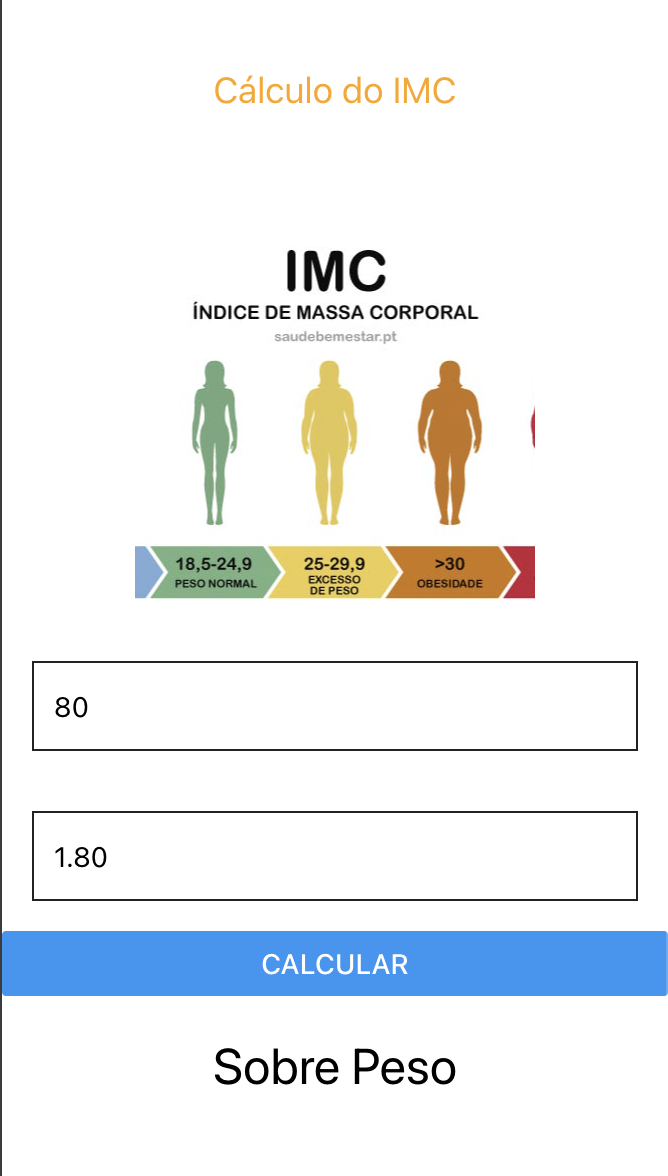 Cálculo do IMC
IMC
ÍNDICE DE MASSA CORPORAL
saudebemestar.pt
18,5-24,9
PESO NORMAL
25-29,9
EXCESSO
DE PESO
>30
OBESIDADE
80
1.80
CALCULAR
Sobre Peso